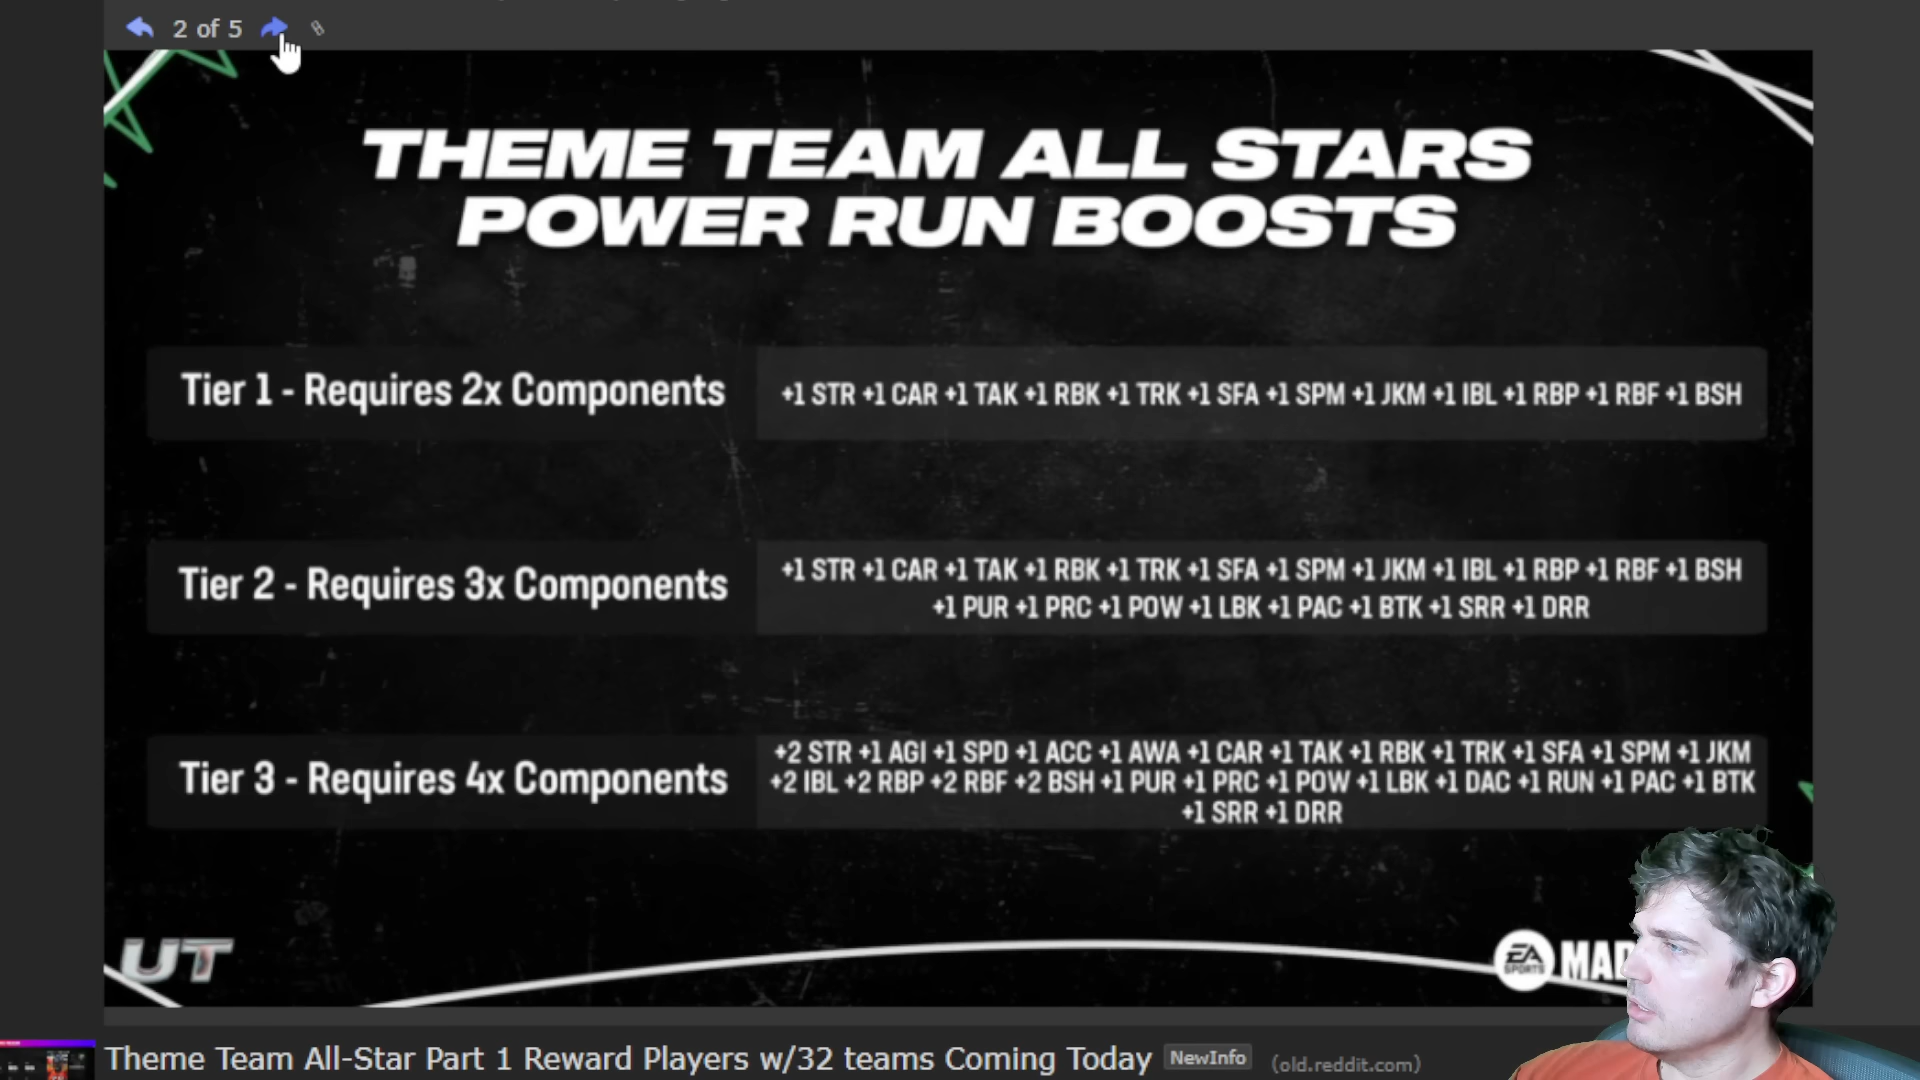 2 of 5
THEME TEAM ALL STARS
POWER RUN BOOSTS
Tier 1 - Requires 2x Components
+1 STR +1 CAR +1 TAK +1 RBK +1 TRK +1 SFA +1 SPM +1 JKM +1 IBL +1 RBP +1 RBF +1 BSH
Tier 2 - Requires 3x Components
+1 STR +1 CAR +1 TAK +1 RBK +1 TRK +1 SFA +1 SPM +1 JKM +1 IBL +1 RBP +1 RBF +1 BSH
+1 PUR +1 PRC +1 POW +1 LBK +1 PAC +1 BTK +1 SRR +1 DRR
Tier 3 - Requires 4x Components
+2 STR +1 AGI +1 SPD +1 ACC +1 AWA +1 CAR +1 TAK +1 RBK +1 TRK +1 SFA +1 SPM +1 JKM
+2 IBL +2 RBP +2 RBF +2 BSH +1 PUR +1 PRC +1 POW +1 LBK +1 DAC +1 RUN +1 PAC +1 BTK
+1 SRR +1 DRR
UT
EA SPORTS MAD
Theme Team All-Star Part 1 Reward Players w/32 teams Coming Today NewInfo (old.reddit.com)